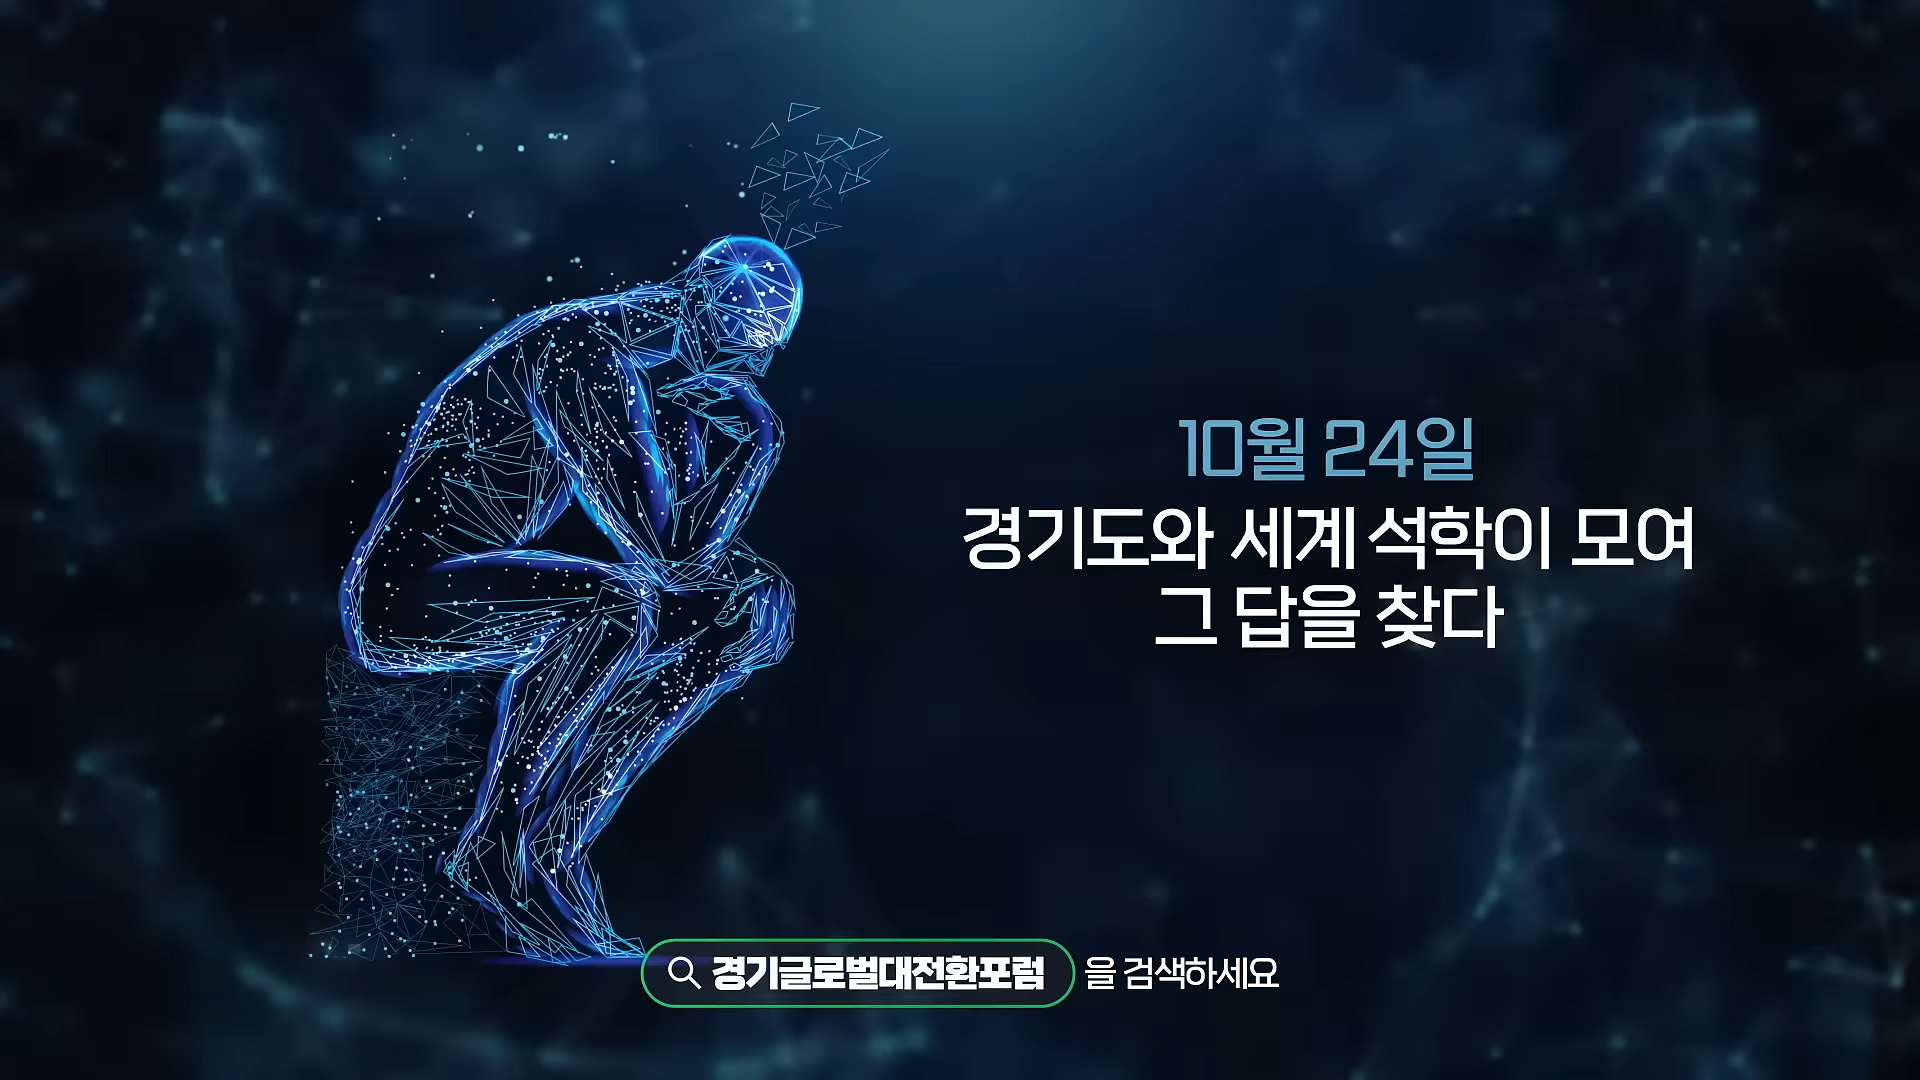 10월 24일
경기도와 세계 석학이 모여
그 답을 찾다
경기글로벌대전환포럼 을 검색하세요